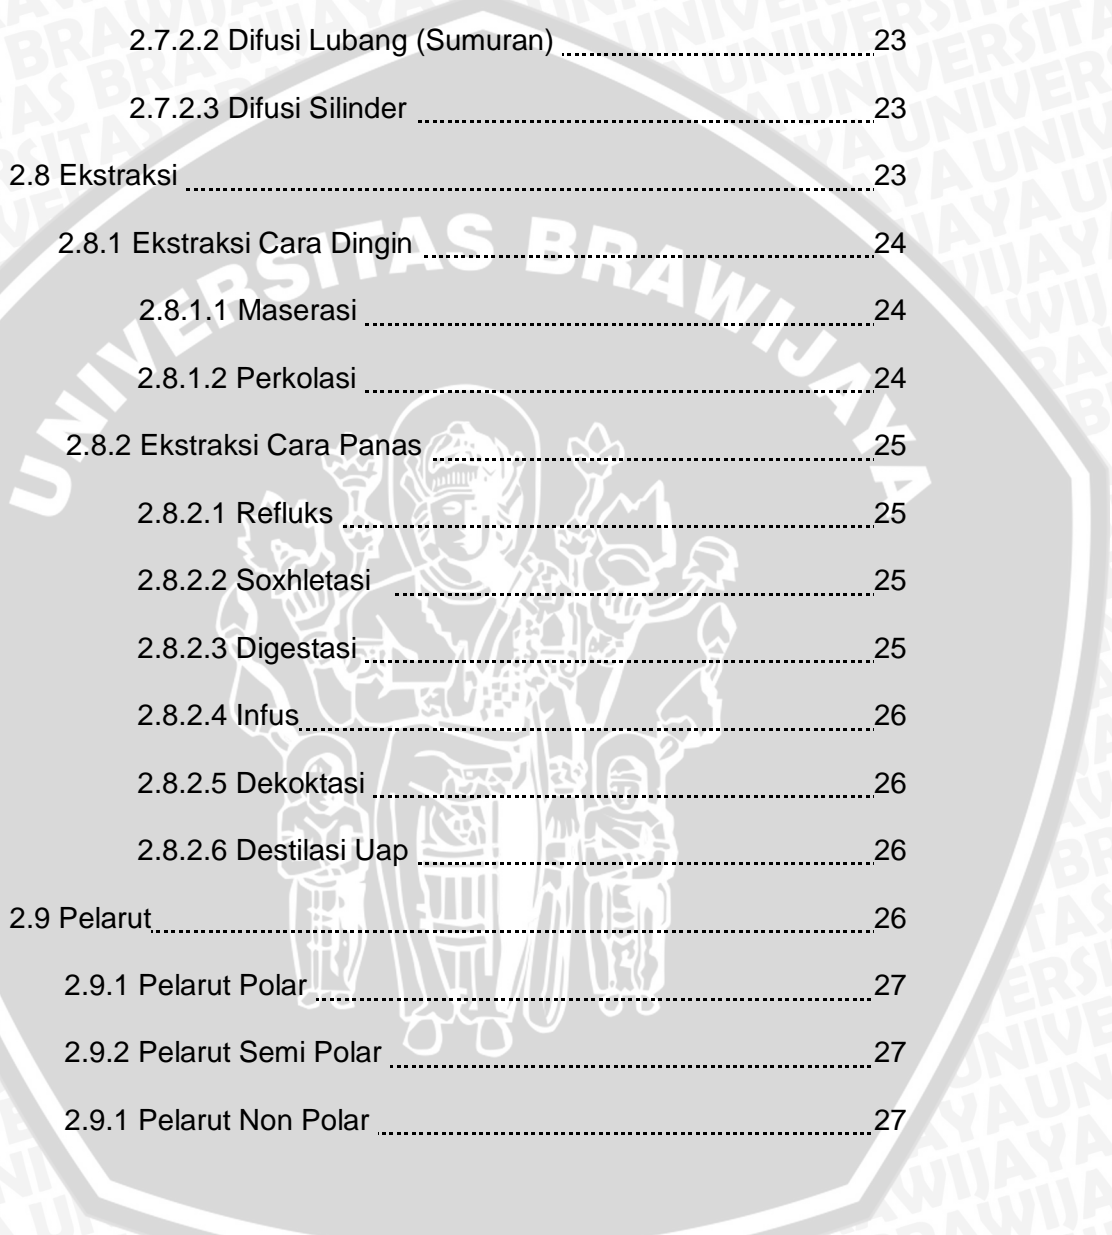 2.7.2.2 Difusi Lubang (Sumuran) ........................ 23
2.7.2.3 Difusi Silinder ........................ 23
2.8 Ekstraksi ........................ 23
2.8.1 Ekstraksi Cara Dingin ........................ 24
2.8.1.1 Maserasi ........................ 24
2.8.1.2 Perkolasi ........................ 24
2.8.2 Ekstraksi Cara Panas ........................ 25
2.8.2.1 Refluks ........................ 25
2.8.2.2 Soxhletasi ........................ 25
2.8.2.3 Digestasi ........................ 25
2.8.2.4 Infus ........................ 26
2.8.2.5 Dekoktasi ........................ 26
2.8.2.6 Destilasi Uap ........................ 26
2.9 Pelarut ........................ 26
2.9.1 Pelarut Polar ........................ 27
2.9.2 Pelarut Semi Polar ........................ 27
2.9.1 Pelarut Non Polar ........................ 27
UNIVERSITAS BRAWIJAYA